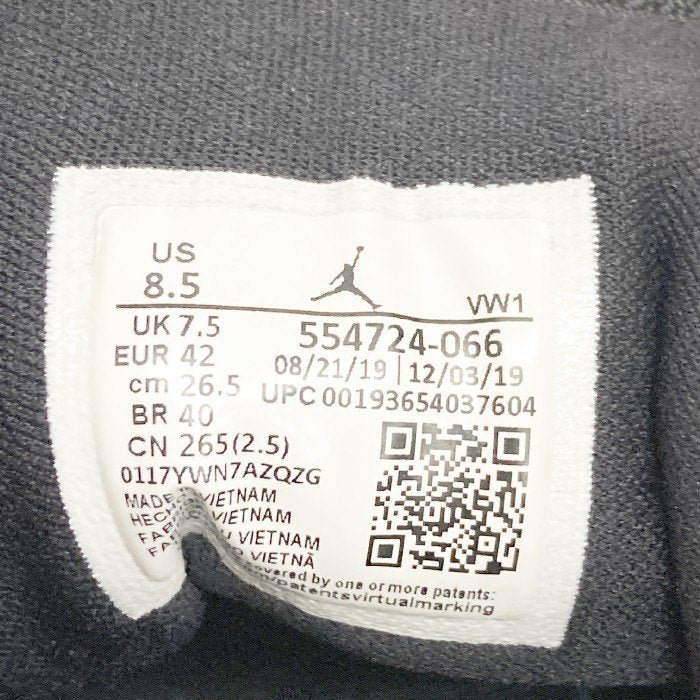 US
8.5
VW1
UK 7.5
554724-066
EUR 42
08/21/19 | 12/03/19
cm 26.5
UPC 00193654037604
BR 40
CN 265(2.5)
0117YWN7AZQZG
MADE VIETNAM
VIETNAM
VIETNAM
VIETNÃ
covered by one or more patents:
patentsvirtualmarking